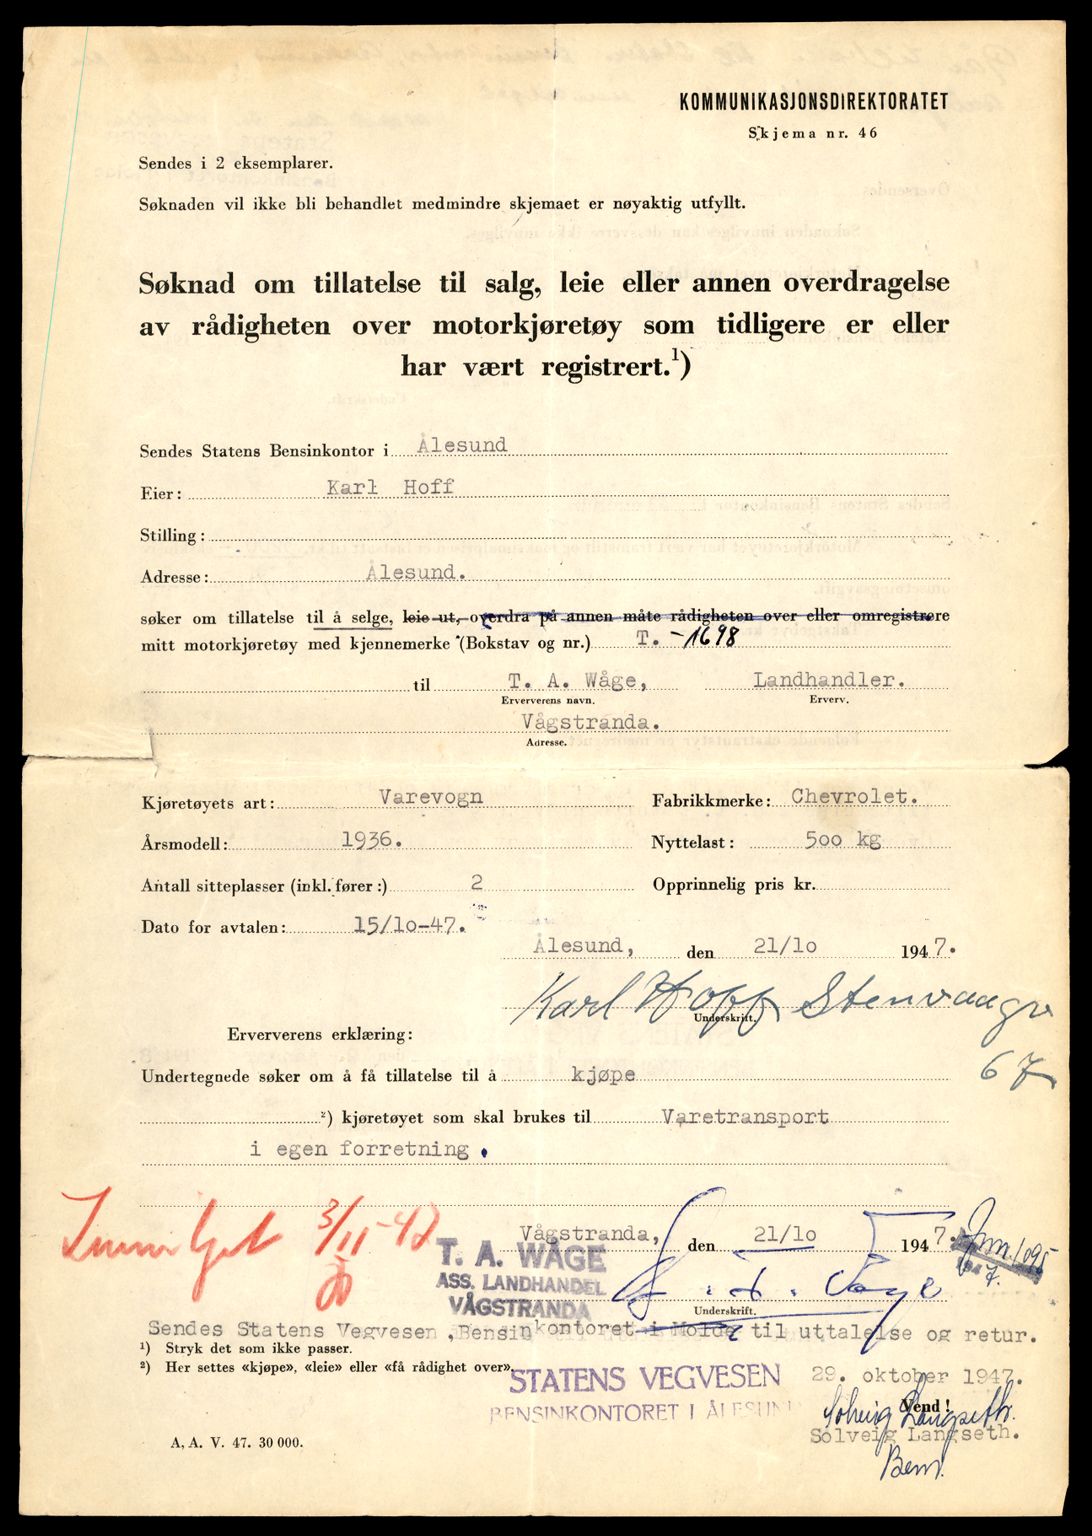 KOMMUNIKASJONSDIREKTORATET
Skjema nr. 46
Sendes i 2 eksemplarer.
Søknaden vil ikke bli behandlet medmindre skjemaet er nøyaktig utfyllt.
Søknad om tillatelse til salg, leie eller annen overdragelse
av rådigheten over motorkjøretøy som tidligere er eller
har vært registrert.¹)
Sendes Statens Bensinkontor i Ålesund
Eier: Karl Hoff
Stilling:
Adresse: Ålesund.
søker om tillatelse til å selge, leie ut, overdra på annen måte rådigheten over eller omregistrere
mitt motorkjøretøy med kjennemerke (Bokstav og nr.) T. -1698
til T. A. Wåge, Landhandler.
Erververens navn. Erverv.
Vågstranda.
Adresse.
Kjøretøyets art: Varevogn Fabrikkmerke: Chevrolet.
Årsmodell: 1936. Nyttelast: 500 kg
Antall sitteplasser (inkl. fører:) 2 Opprinnelig pris kr.
Dato for avtalen: 15/10-47.
Ålesund, den 21/10 1947.
Karl Hoff Stenvaagn
Underskrift.
67
Erververens erklæring:
Undertegnede søker om å få tillatelse til å kjøpe
²) kjøretøyet som skal brukes til Varetransport
i egen forretning.
Innvilget 3/11-47
Vågstranda, den 21/10 1947.
T. A. WÅGE
ASS. LANDHANDEL
VÅGSTRANDA
Underskrift.
Sendes Statens Vegvesen, Bensinkontoret i Molde til uttalelse og retur.
¹) Stryk det som ikke passer.
²) Her settes «kjøpe», «leie» eller «få rådighet over».
STATENS VEGVESEN
BENSINKONTORET I ÅLESUND
29. oktober 1947.
Vend!
Solveig Langseth.
Solveig Langseth.
Bem.
A, A. V. 47. 30 000.